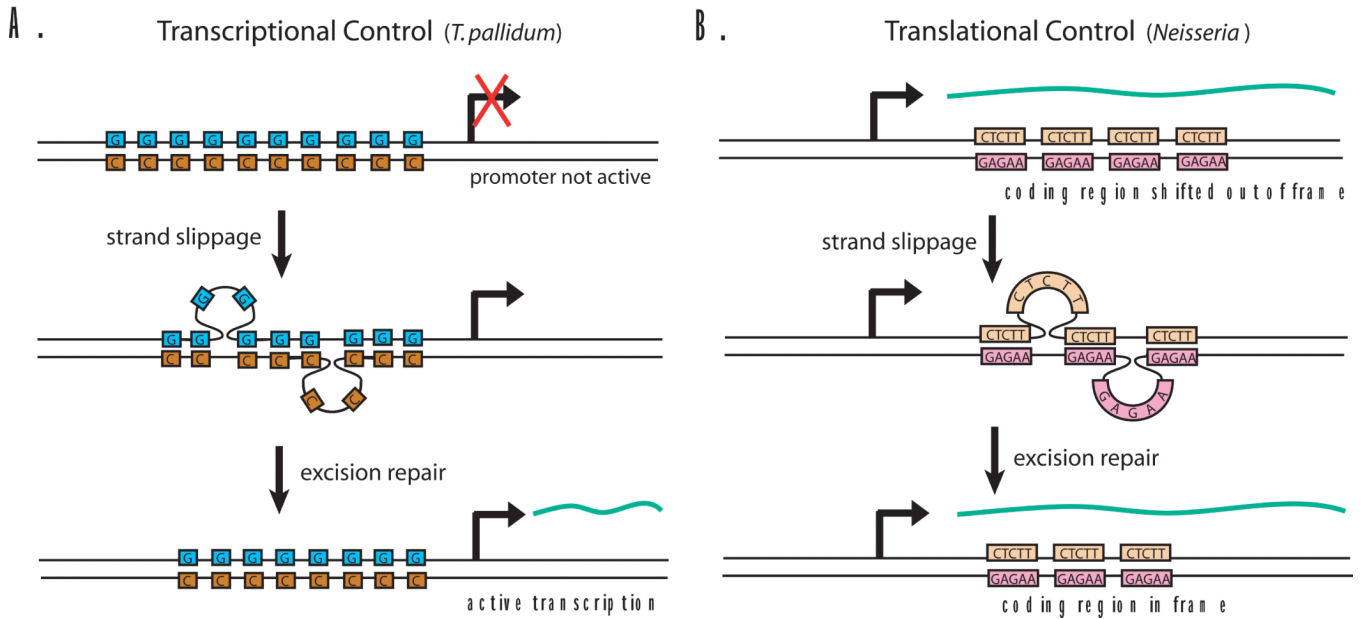 A.
Transcriptional Control (T. pallidum)
G G G G G G G G G G
C C C C C C C C C C
promoter not active
strand slippage
G G
G G G G G G G G
C C C C C C C C
C C
excision repair
G G G G G G G G
C C C C C C C C
active transcription
B.
Translational Control (Neisseria)
CTCTT CTCTT CTCTT CTCTT
GAGAA GAGAA GAGAA GAGAA
coding region shifted out of frame
strand slippage
CTCTT
CTCTT CTCTT CTCTT
GAGAA GAGAA GAGAA
GAGAA
excision repair
CTCTT CTCTT CTCTT
GAGAA GAGAA GAGAA
coding region in frame